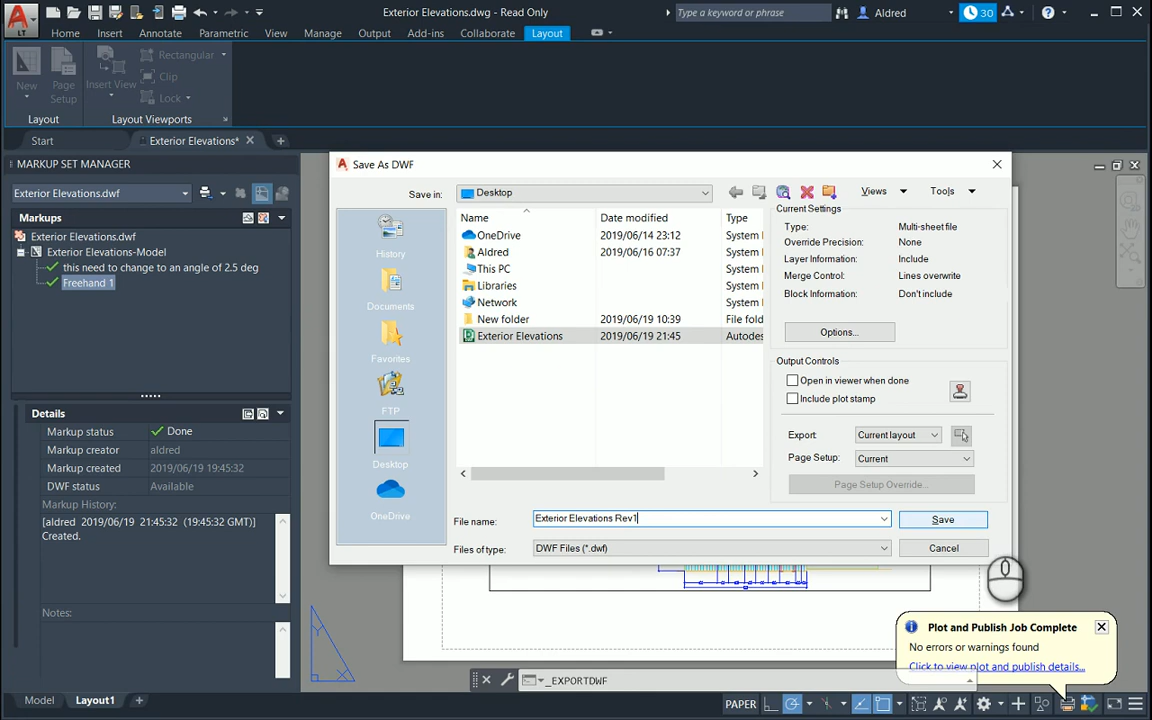 Exterior Elevations.dwg - Read Only
Type a keyword or phrase
Aldred
30
LT
Home
Insert
Annotate
Parametric
View
Manage
Output
Add-ins
Collaborate
Express Tools
Layout
New
Page
Setup
Insert View
Rectangular
Clip
Lock
Layout
Layout Viewports
Start
Exterior Elevations*
MARKUP SET MANAGER
Exterior Elevations.dwf
Markups
Exterior Elevations.dwf
Exterior Elevations-Model
this need to change to an angle of 2.5 deg
Freehand 1
Details
Markup status
Done
Markup creator
aldred
Markup created
2019/06/19 19:45:32
DWF status
Available
Markup History:
[aldred 2019/06/19 21:45:32 (19:45:32 GMT)]
Created.
Notes:
Save As DWF
Save in:
Desktop
Views
Tools
History
Documents
Favorites
FTP
Desktop
OneDrive
Name
Date modified
Type
OneDrive
2019/06/14 23:12
System
Aldred
2019/06/16 07:37
System
This PC
System
Libraries
System
Network
System
New folder
2019/06/19 10:39
File fold
Exterior Elevations
2019/06/19 21:45
Autodes
Current Settings
Type:
Multi-sheet file
Override Precision:
None
Layer Information:
Include
Merge Control:
Lines overwrite
Block Information:
Don't include
Options...
Output Controls
Open in viewer when done
Include plot stamp
Export:
Current layout
Page Setup:
Current
Page Setup Override...
File name:
Exterior Elevations Rev1
Save
Files of type:
DWF Files (*.dwf)
Cancel
Plot and Publish Job Complete
No errors or warnings found
Click to view plot and publish details...
_EXPORTDWF
Y
X
Model
Layout1
PAPER